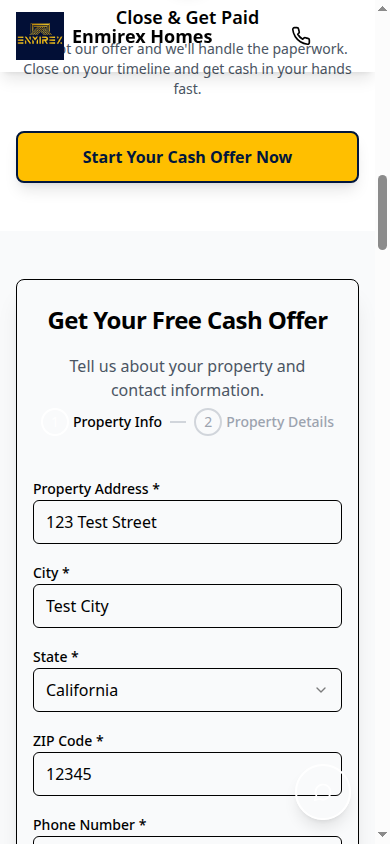 Close & Get Paid
ENMIREX
Enmirex Homes
our offer and we'll handle the paperwork.
Close on your timeline and get cash in your hands
fast.
Start Your Cash Offer Now
Get Your Free Cash Offer
Tell us about your property and
contact information.
1 Property Info
2 Property Details
Property Address *
123 Test Street
City *
Test City
State *
California
ZIP Code *
12345
Phone Number *